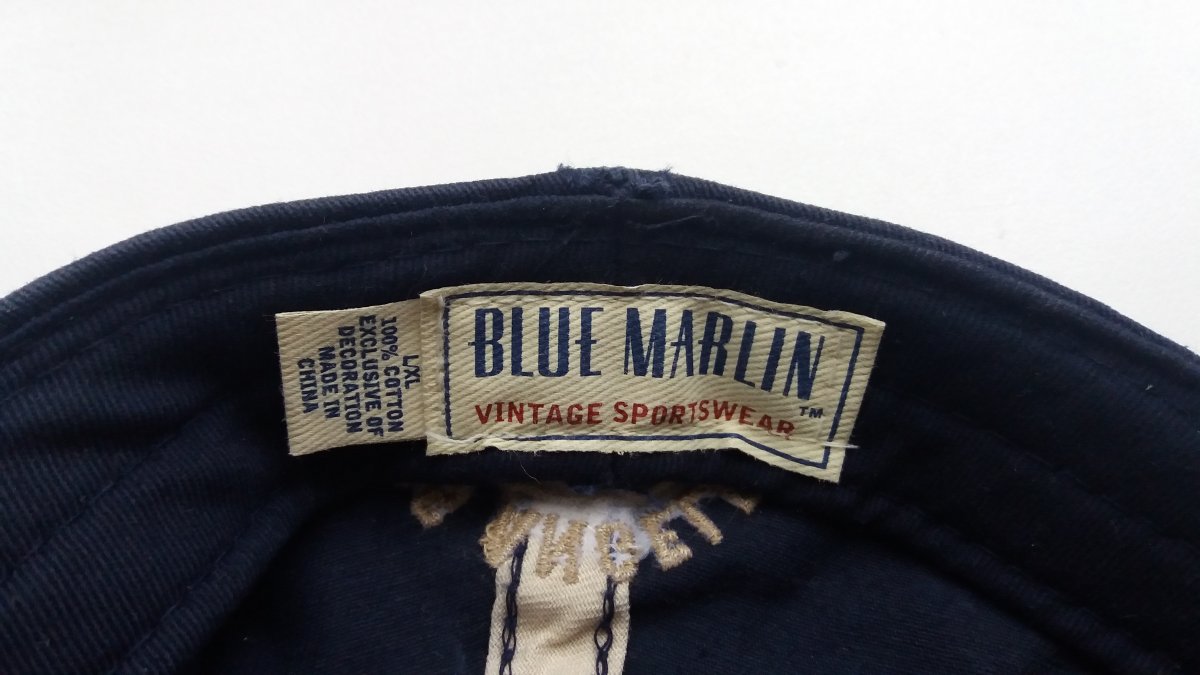 BLUE MARLIN
VINTAGE SPORTSWEAR™
L/XL
100% COTTON
EXCLUSIVE OF
DECORATION
MADE IN
CHINA